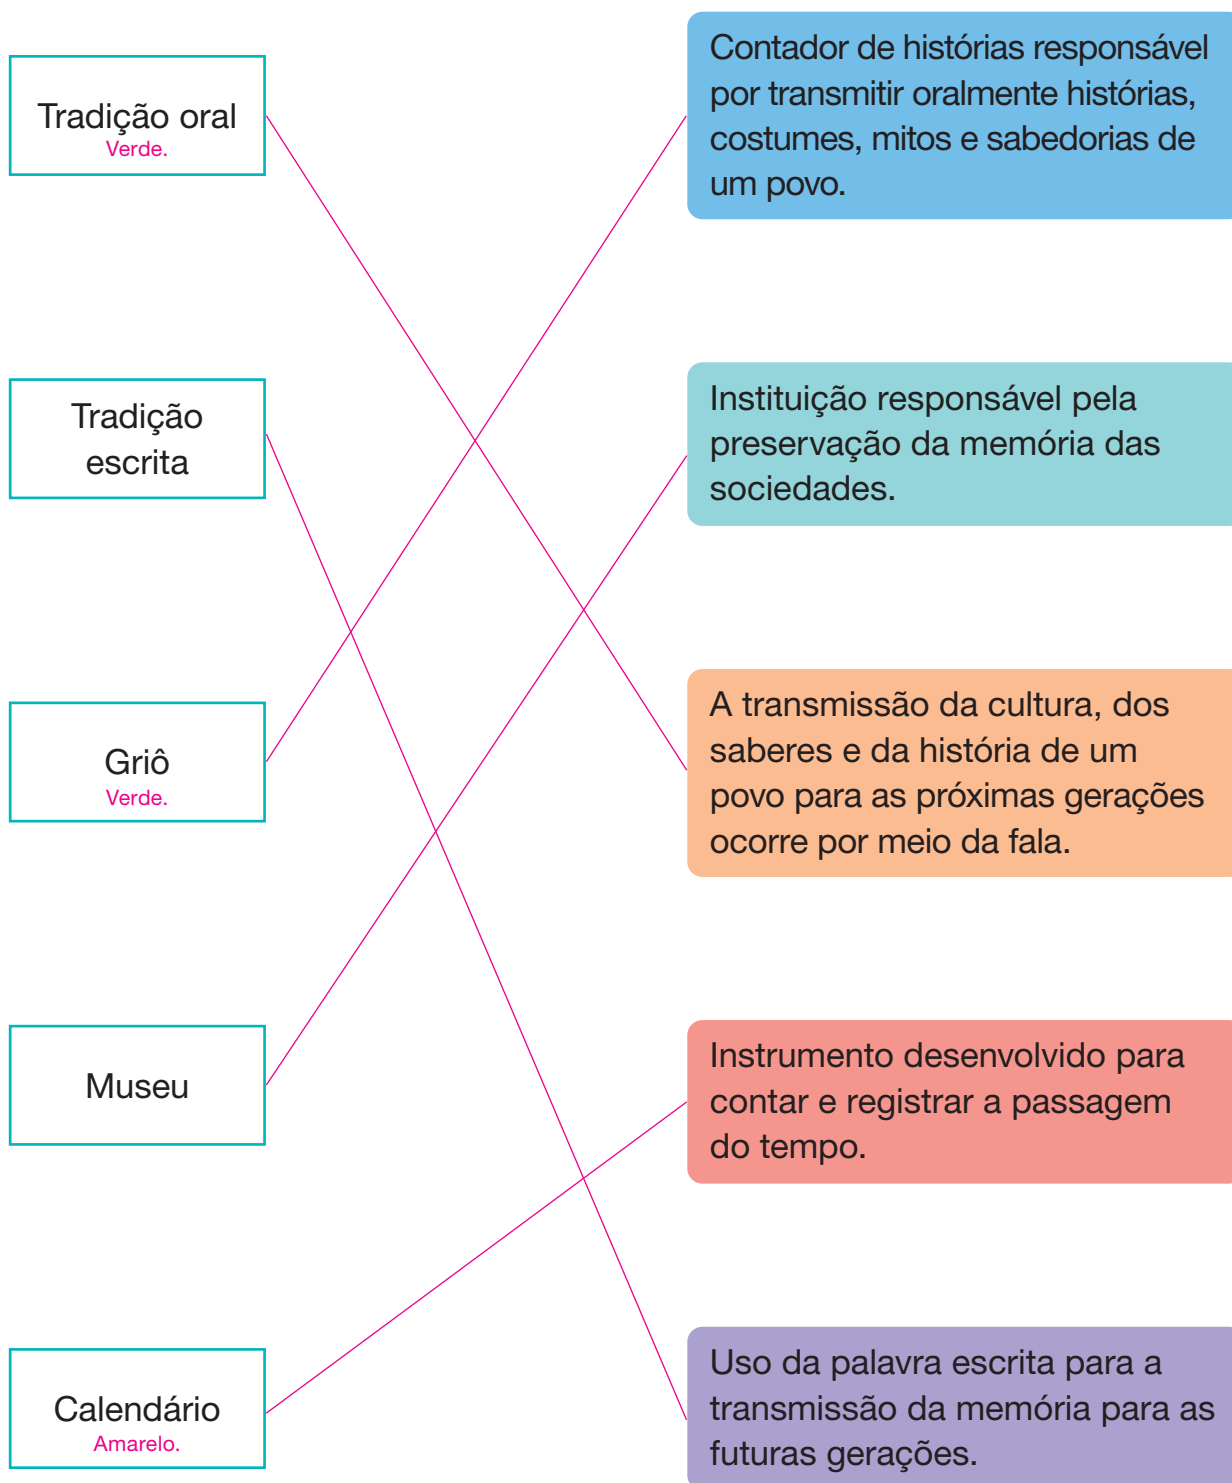 Tradição oral
Verde.
Contador de histórias responsável
por transmitir oralmente histórias,
costumes, mitos e sabedorias de
um povo.
Tradição
escrita
Instituição responsável pela
preservação da memória das
sociedades.
Griô
Verde.
A transmissão da cultura, dos
saberes e da história de um
povo para as próximas gerações
ocorre por meio da fala.
Museu
Instrumento desenvolvido para
contar e registrar a passagem
do tempo.
Calendário
Amarelo.
Uso da palavra escrita para a
transmissão da memória para as
futuras gerações.